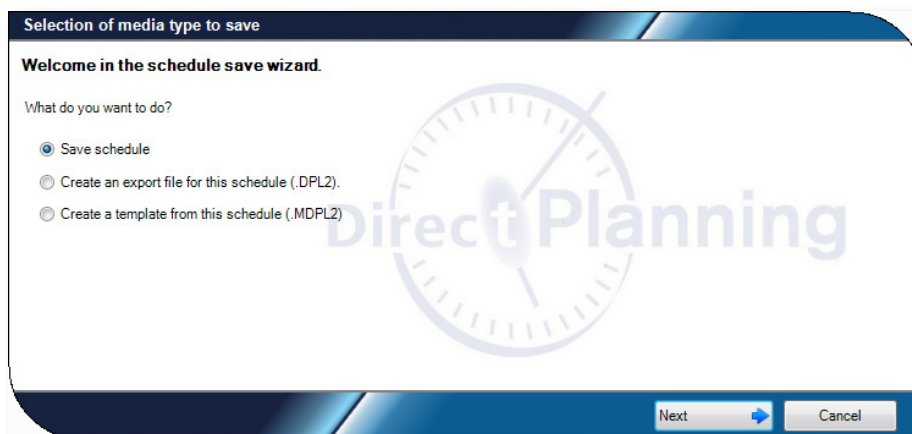 Selection of media type to save
Welcome in the schedule save wizard.
What do you want to do?
Save schedule
Create an export file for this schedule (.DPL2).
Create a template from this schedule (.MDPL2)
Direct Planning
Next
Cancel